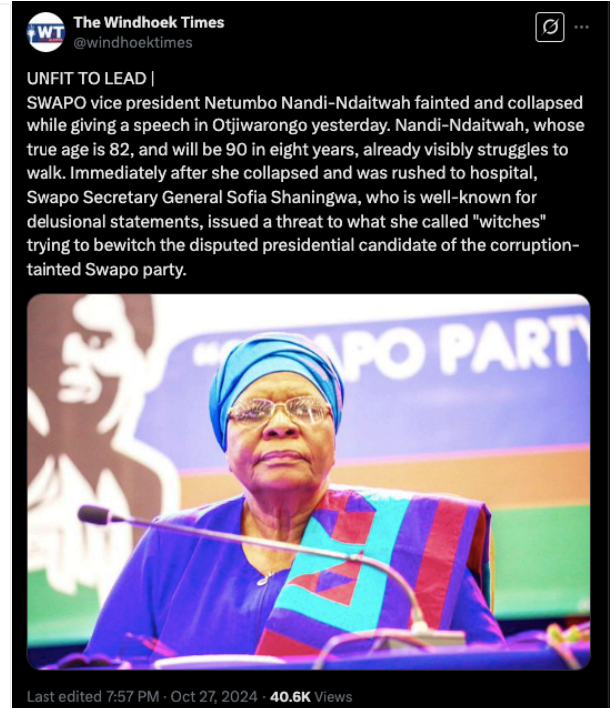 WT
The Windhoek Times
@windhoektimes
UNFIT TO LEAD |
SWAPO vice president Netumbo Nandi-Ndaitwah fainted and collapsed
while giving a speech in Otjiwarongo yesterday. Nandi-Ndaitwah, whose
true age is 82, and will be 90 in eight years, already visibly struggles to
walk. Immediately after she collapsed and was rushed to hospital,
Swapo Secretary General Sofia Shaningwa, who is well-known for
delusional statements, issued a threat to what she called "witches"
trying to bewitch the disputed presidential candidate of the corruption-
tainted Swapo party.
APO PARTY
Last edited 7:57 PM · Oct 27, 2024 · 40.6K Views